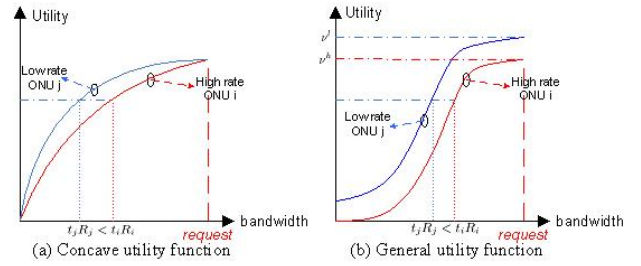 Utility
Low rate
ONU j
High rate
ONU i
bandwidth
t_jR_j < t_iR_i
request
(a) Concave utility function
Utility
ν^l
ν^h
High rate
ONU i
Low rate
ONU j
bandwidth
t_jR_j < t_iR_i
request
(b) General utility function